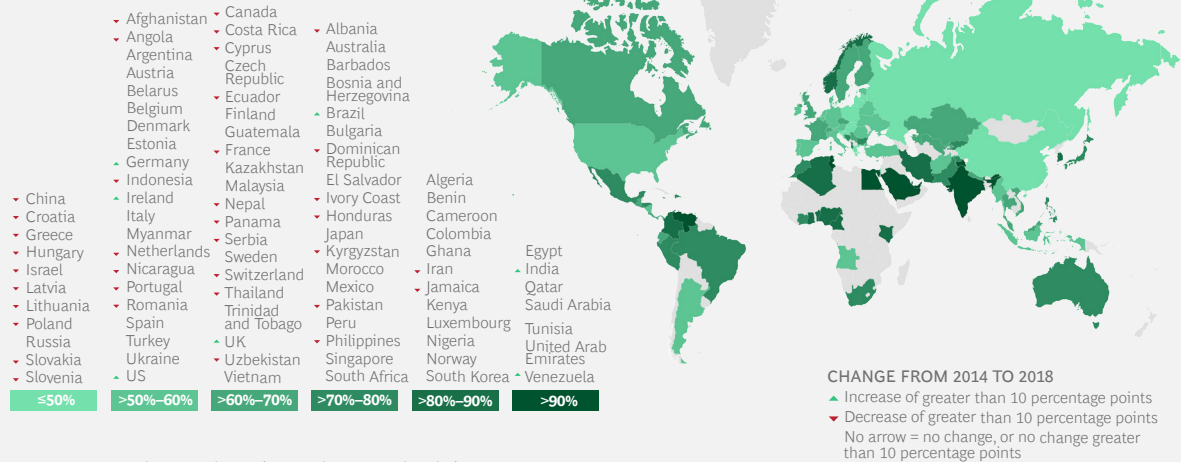 China
Croatia
Greece
Hungary
Israel
Latvia
Lithuania
Poland
Russia
Slovakia
Slovenia
≤50%
Afghanistan
Angola
Argentina
Austria
Belarus
Belgium
Denmark
Estonia
Germany
Indonesia
Ireland
Italy
Myanmar
Netherlands
Nicaragua
Portugal
Romania
Spain
Turkey
Ukraine
US
>50%–60%
Canada
Costa Rica
Cyprus
Czech
Republic
Ecuador
Finland
Guatemala
France
Kazakhstan
Malaysia
Nepal
Panama
Serbia
Sweden
Switzerland
Thailand
Trinidad
and Tobago
UK
Uzbekistan
Vietnam
>60%–70%
Albania
Australia
Barbados
Bosnia and
Herzegovina
Brazil
Bulgaria
Dominican
Republic
El Salvador
Ivory Coast
Honduras
Japan
Kyrgyzstan
Morocco
Mexico
Pakistan
Peru
Philippines
Singapore
South Africa
>70%–80%
Algeria
Benin
Cameroon
Colombia
Ghana
Iran
Jamaica
Kenya
Luxembourg
Nigeria
Norway
South Korea
>80%–90%
Egypt
India
Qatar
Saudi Arabia
Tunisia
United Arab
Emirates
Venezuela
>90%
CHANGE FROM 2014 TO 2018
Increase of greater than 10 percentage points
Decrease of greater than 10 percentage points
No arrow = no change, or no change greater
than 10 percentage points